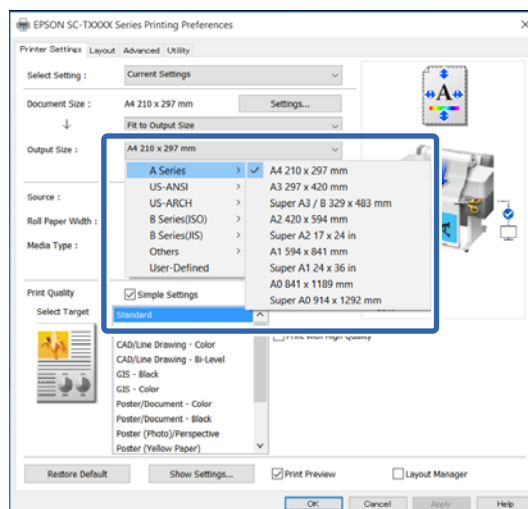 EPSON SC-TXXXX Series Printing Preferences
Printer Settings Layout Advanced Utility
Select Setting : Current Settings
Document Size : A4 210 x 297 mm Settings...
Fit to Output Size
Output Size : A4 210 x 297 mm
A Series
US-ANSI
US-ARCH
B Series(ISO)
B Series(JIS)
Others
User-Defined
A4 210 x 297 mm
A3 297 x 420 mm
Super A3 / B 329 x 483 mm
A2 420 x 594 mm
Super A2 17 x 24 in
A1 594 x 841 mm
Super A1 24 x 36 in
A0 841 x 1189 mm
Super A0 914 x 1292 mm
Source :
Roll Paper Width :
Media Type :
A
Print Quality
Simple Settings
Select Target
Standard
CAD/Line Drawing - Color
CAD/Line Drawing - Bi-Level
GIS - Black
GIS - Color
Poster/Document - Color
Poster/Document - Black
Poster (Photo)/Perspective
Poster (Yellow Paper)
Print with High Quality
Restore Default Show Settings... Print Preview Layout Manager
OK Cancel Apply Help